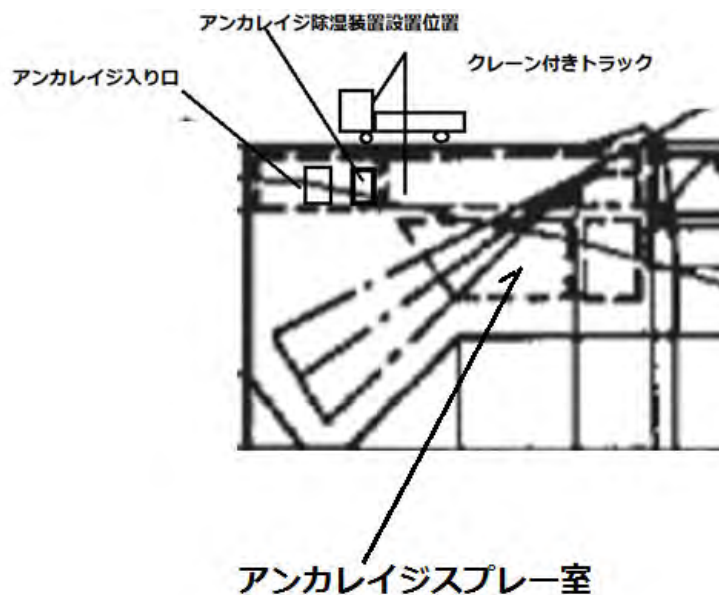 アンカレイジ除湿装置設置位置
クレーン付きトラック
アンカレイジ入り口
アンカレイジスプレー室